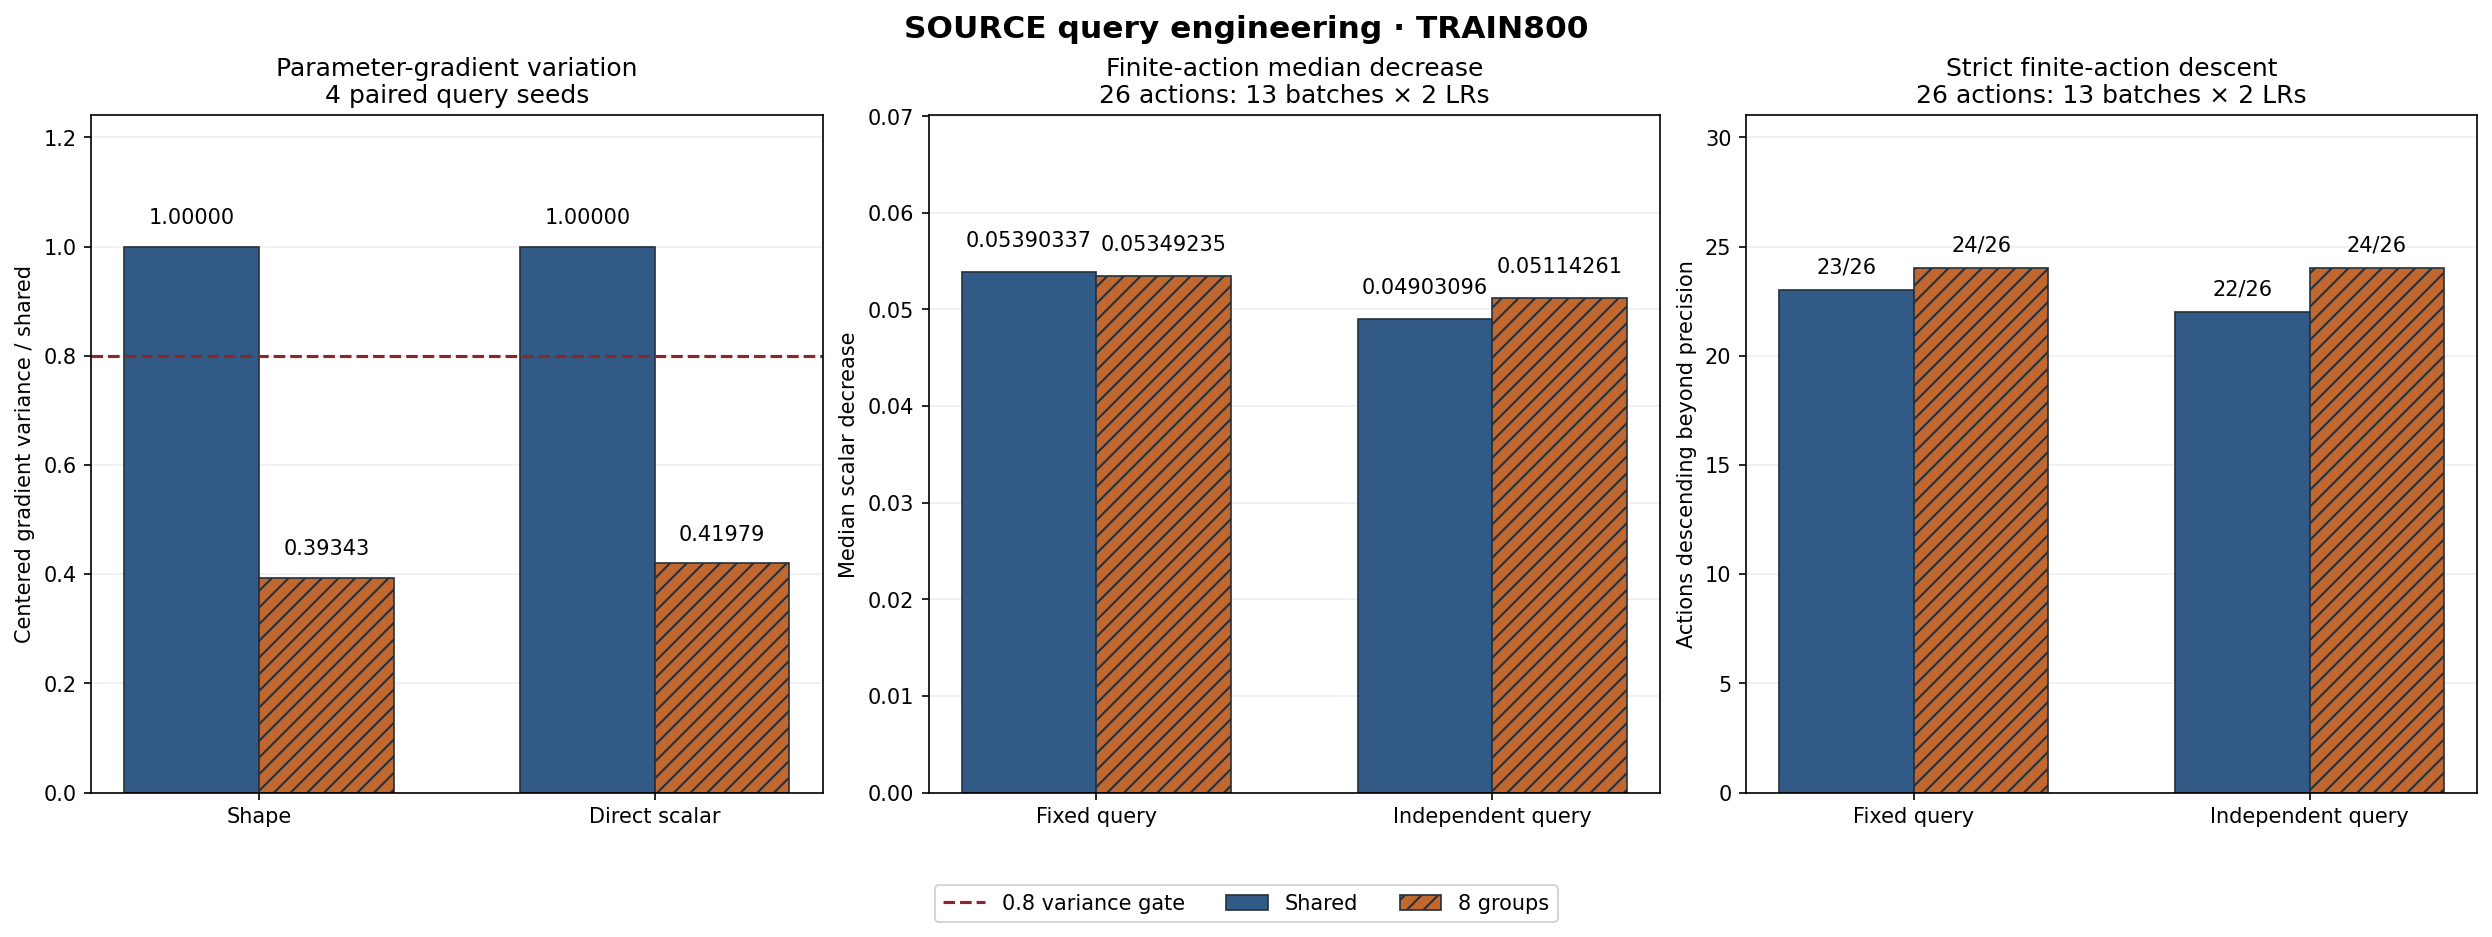 SOURCE query engineering · TRAIN800
Parameter-gradient variation
4 paired query seeds
Centered gradient variance / shared
1.2
1.0
0.8
0.6
0.4
0.2
0.0
1.00000
0.39343
1.00000
0.41979
Shape
Direct scalar
Finite-action median decrease
26 actions: 13 batches × 2 LRs
Median scalar decrease
0.07
0.06
0.05
0.04
0.03
0.02
0.01
0.00
0.05390337
0.05349235
0.04903096
0.05114261
Fixed query
Independent query
Strict finite-action descent
26 actions: 13 batches × 2 LRs
Actions descending beyond precision
30
25
20
15
10
5
0
23/26
24/26
22/26
24/26
Fixed query
Independent query
0.8 variance gate
Shared
8 groups